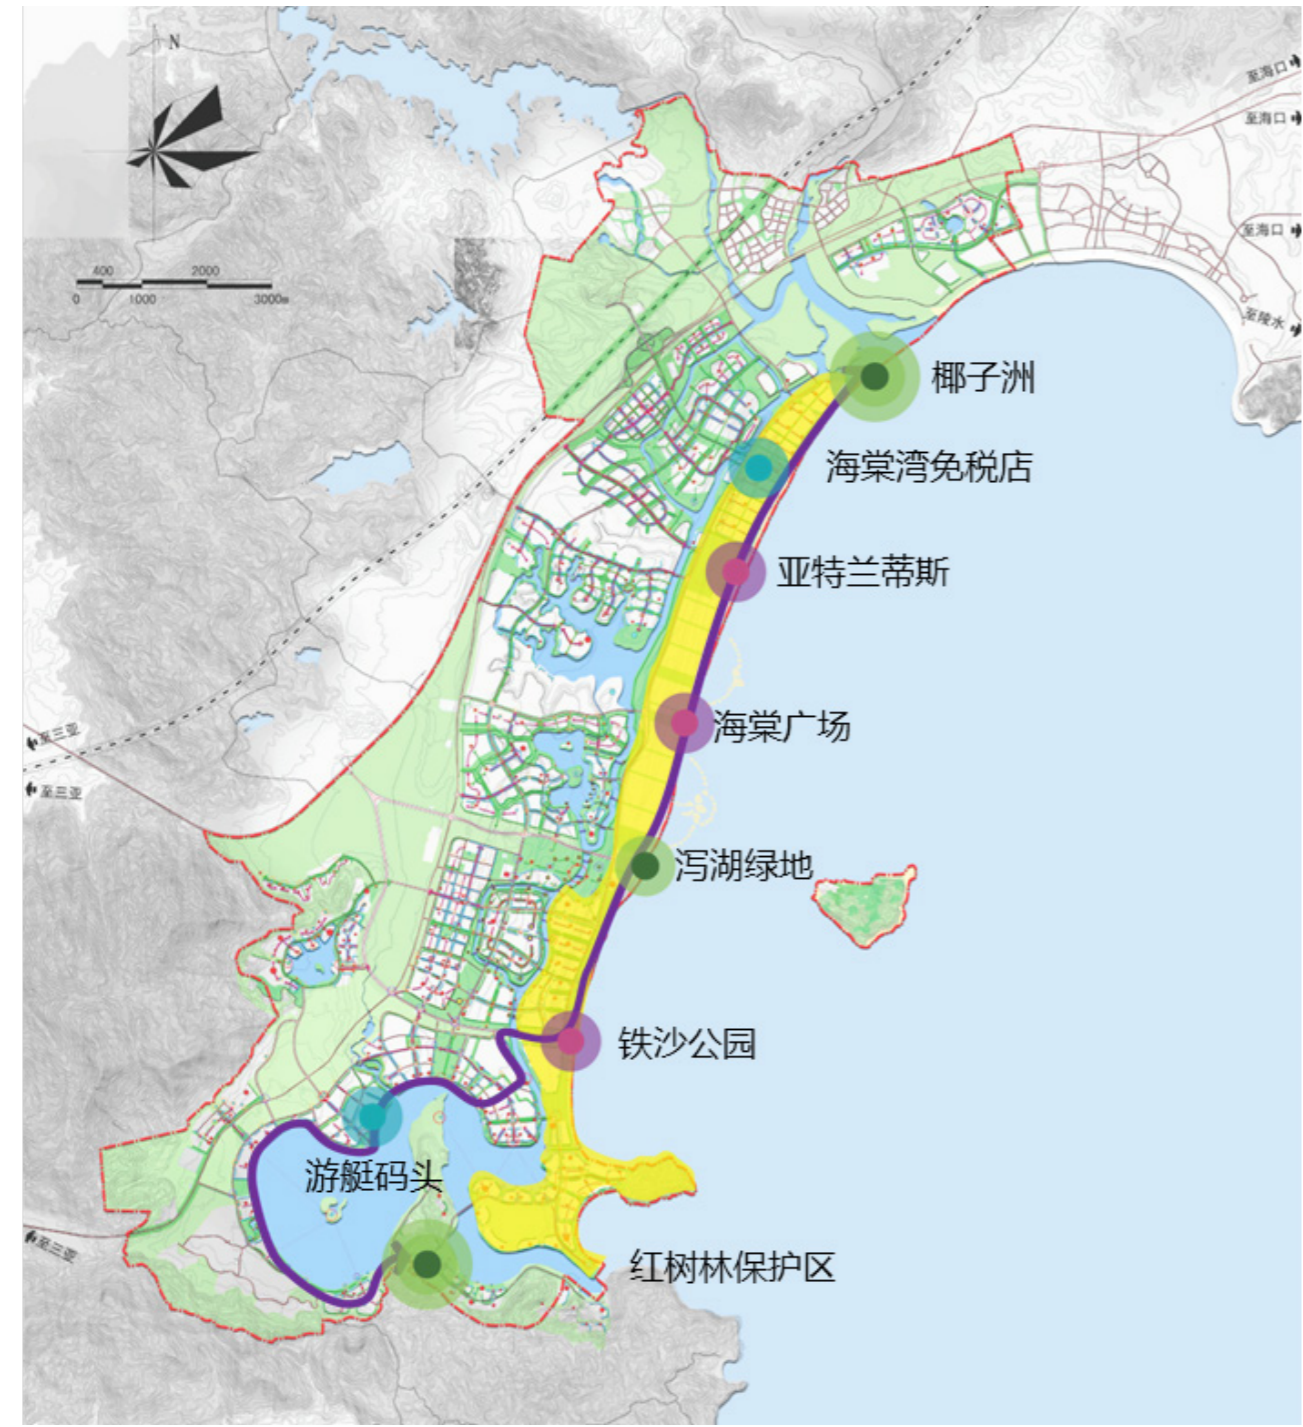 N
至海口
至海口
400
2000
0
1000
3000m
至海口
至陵水
椰子洲
海棠湾免税店
亚特兰蒂斯
海棠广场
至三亚
至三亚
泻湖绿地
铁沙公园
游艇码头
至三亚
红树林保护区